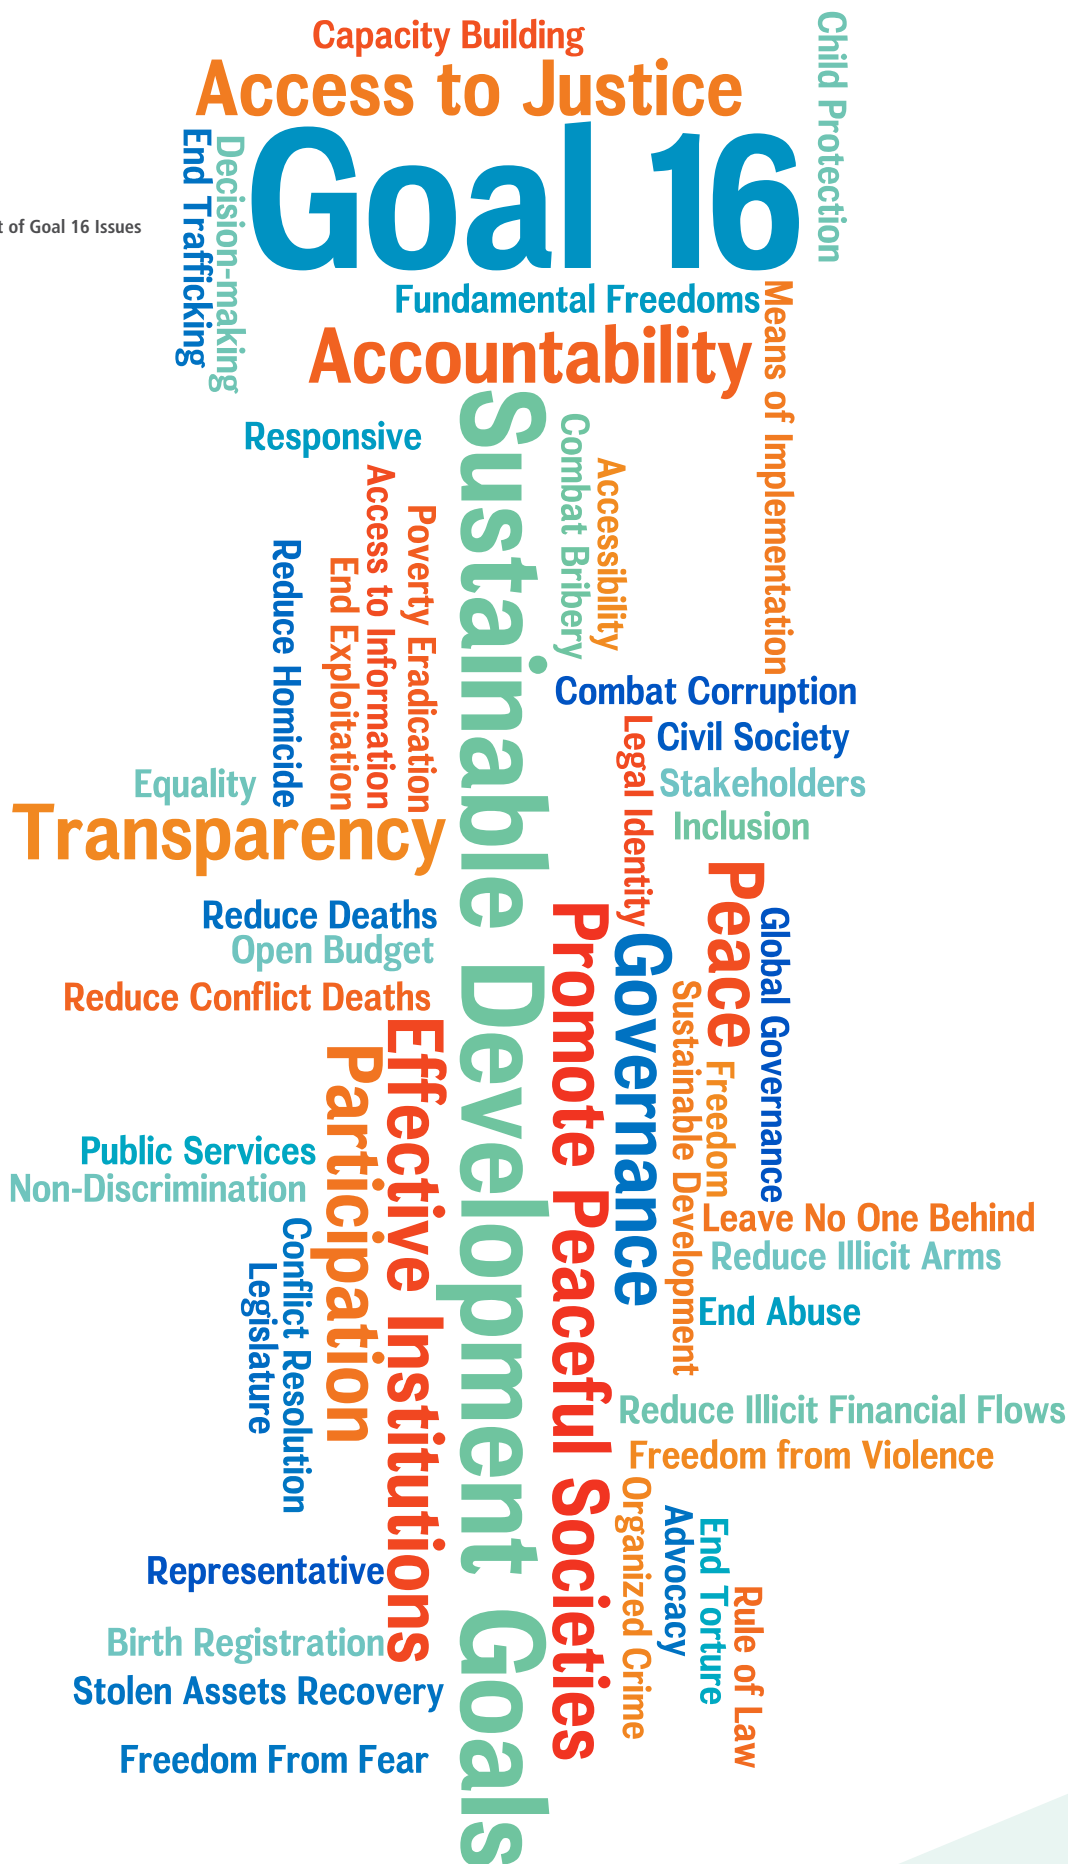 Capacity Building
Access to Justice
Child Protection
End Trafficking
Decision-making
Goal 16
t of Goal 16 Issues
Fundamental Freedoms
Means of Implementation
Accountability
Sustainable Development Goals
Responsive
Combat Bribery
Accessibility
Access to Information
Poverty Eradication
End Exploitation
Reduce Homicide
Combat Corruption
Legal Identity
Civil Society
Equality
Stakeholders
Transparency
Inclusion
Peace
Reduce Deaths
Promote Peaceful Societies
Global Governance
Open Budget
Governance
Reduce Conflict Deaths
Sustainable Development
Effective Institutions
Participation
Freedom
Public Services
Non-Discrimination
Leave No One Behind
Conflict Resolution
Reduce Illicit Arms
Legislature
End Abuse
Reduce Illicit Financial Flows
Freedom from Violence
Organized Crime
Advocacy
End Torture
Representative
Rule of Law
Birth Registration
Stolen Assets Recovery
Freedom From Fear